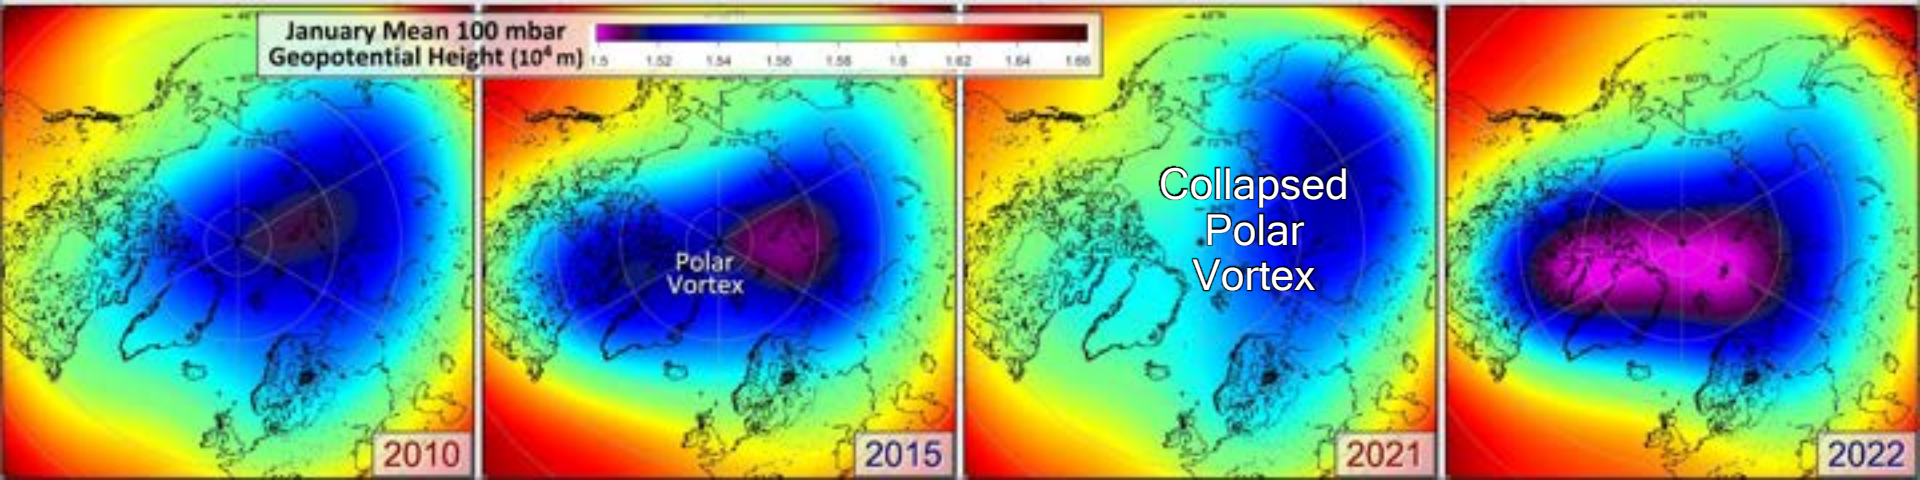 January Mean 100 mbar
Geopotential Height (10⁴ m)
1.5 1.52 1.54 1.56 1.58 1.6 1.62 1.64 1.66
Polar
Vortex
Collapsed
Polar
Vortex
2010
2015
2021
2022